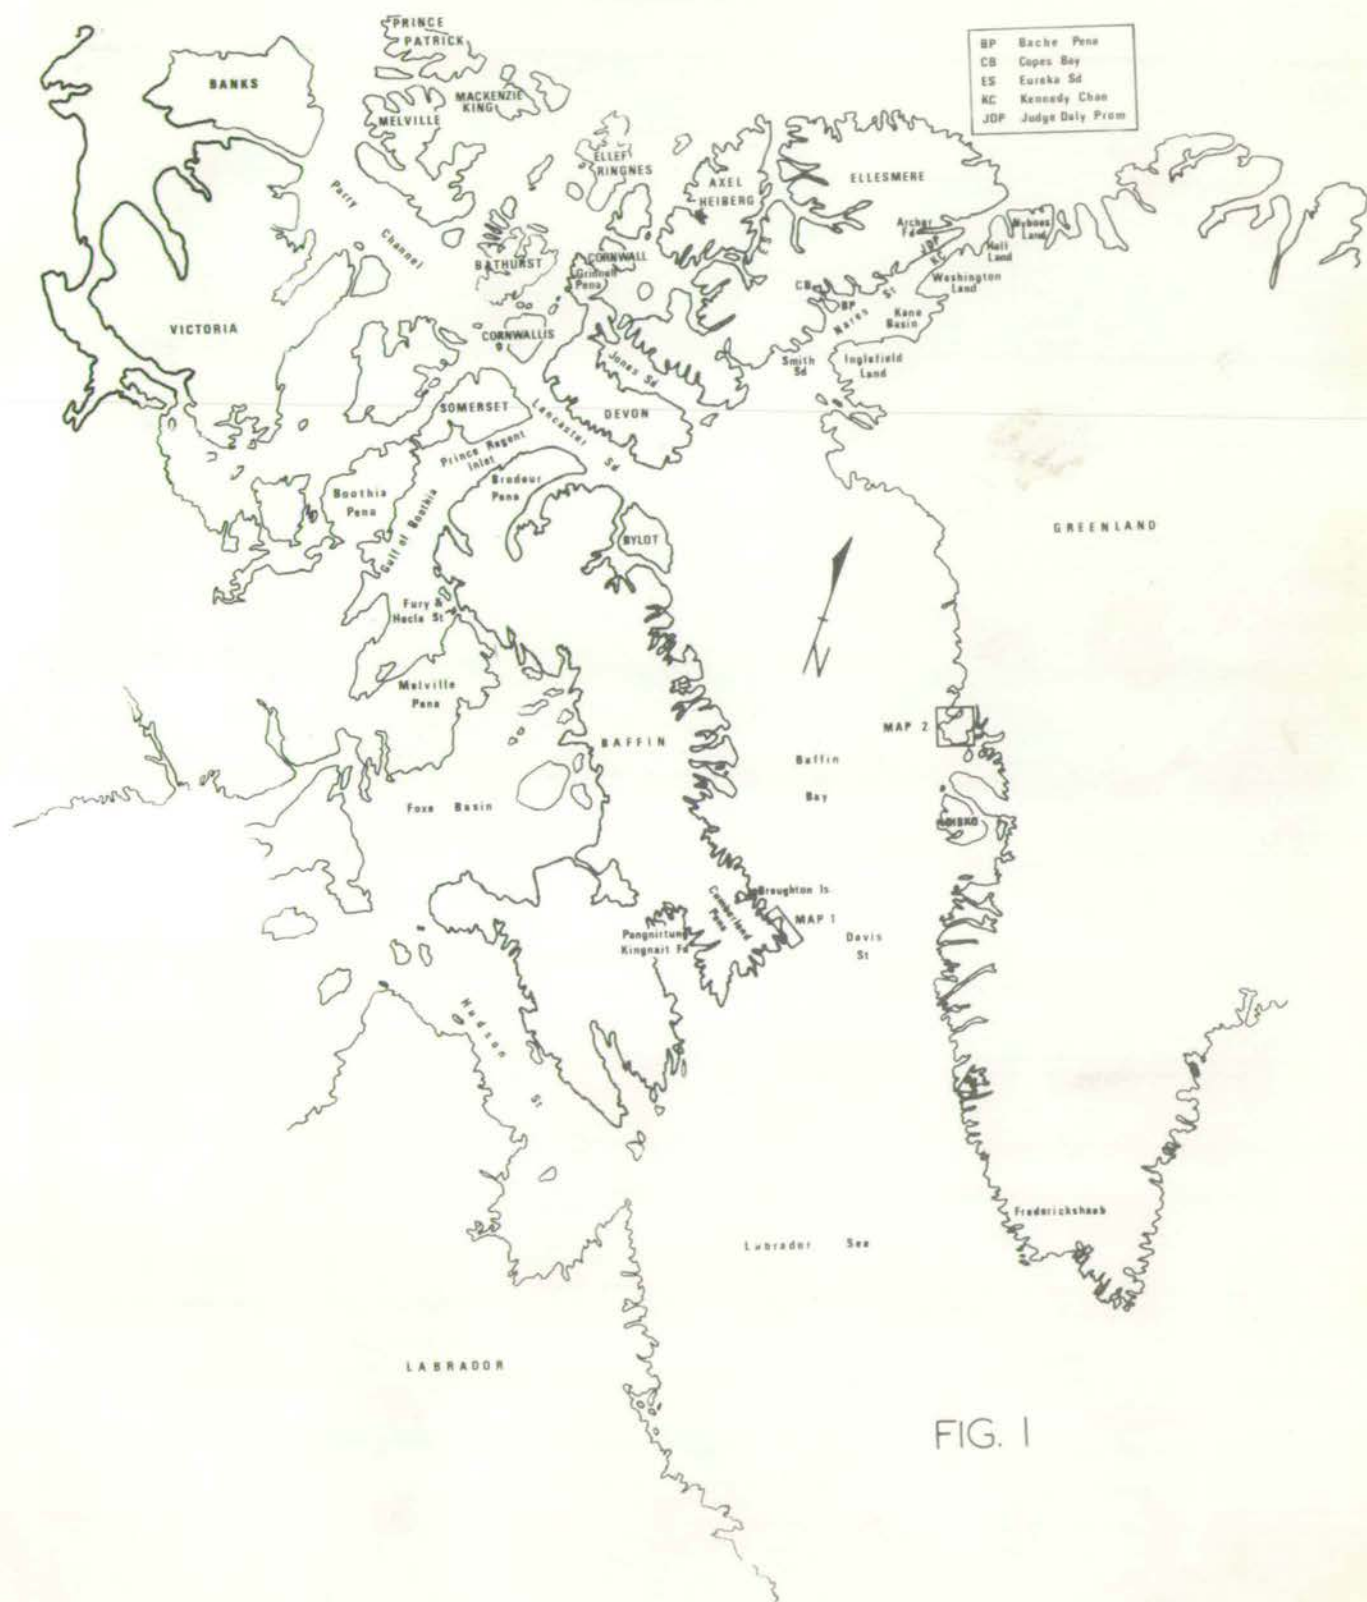 PRINCE
PATRICK
BANKS
MACKENZIE
KING
MELVILLE
BP Bache Pena
CB Copes Bay
ES Eureka Sd
KC Kennedy Chan
JDP Judge Daly Prom
ELLEF
RINGNES
AXEL
HEIBERG
ELLESMERE
Parry
Channel
ES
Archer
Fd
JDP
KC
Nyboes
Land
Hall
Land
Washington
Land
BATHURST
CORNWALL
Grinnell
Pena
CB
BP
Nares St
Kane
Basin
VICTORIA
CORNWALLIS
Jones Sd
Smith
Sd
Inglefield
Land
SOMERSET
Lancaster Sd
DEVON
Prince Regent
Inlet
Brodeur
Pena
Boothia
Pena
Gulf of Boothia
BYLOT
GREENLAND
N
Fury &
Hecla St
Melville
Pena
BAFFIN
MAP 2
Baffin
Bay
Foxe Basin
Broughton Is.
Cumberland
Pena
MAP 1
Pangnirtung
Kingnait Fd
Davis
St
Hudson
St
Frederickshaab
Labrador Sea
LABRADOR
FIG. 1